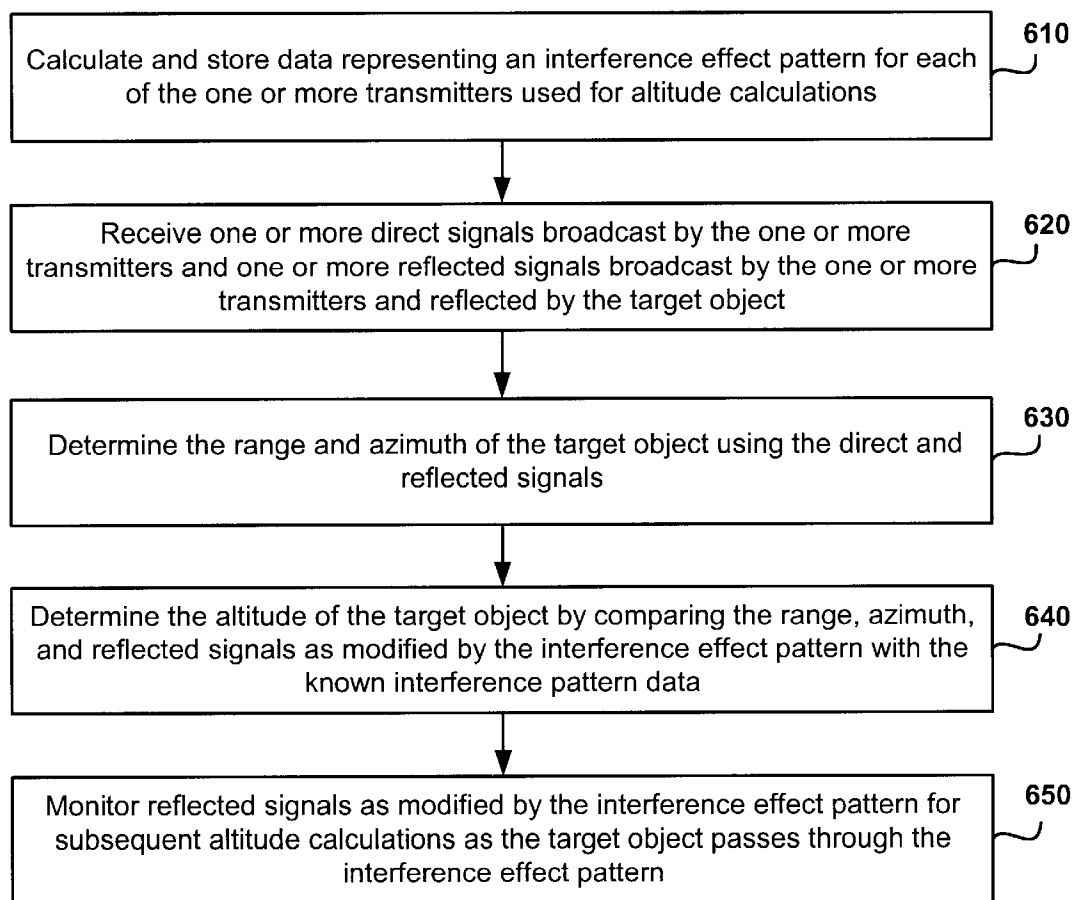 610
Calculate and store data representing an interference effect pattern for each
of the one or more transmitters used for altitude calculations
620
Receive one or more direct signals broadcast by the one or more
transmitters and one or more reflected signals broadcast by the one or more
transmitters and reflected by the target object
630
Determine the range and azimuth of the target object using the direct and
reflected signals
640
Determine the altitude of the target object by comparing the range, azimuth,
and reflected signals as modified by the interference effect pattern with the
known interference pattern data
650
Monitor reflected signals as modified by the interference effect pattern for
subsequent altitude calculations as the target object passes through the
interference effect pattern